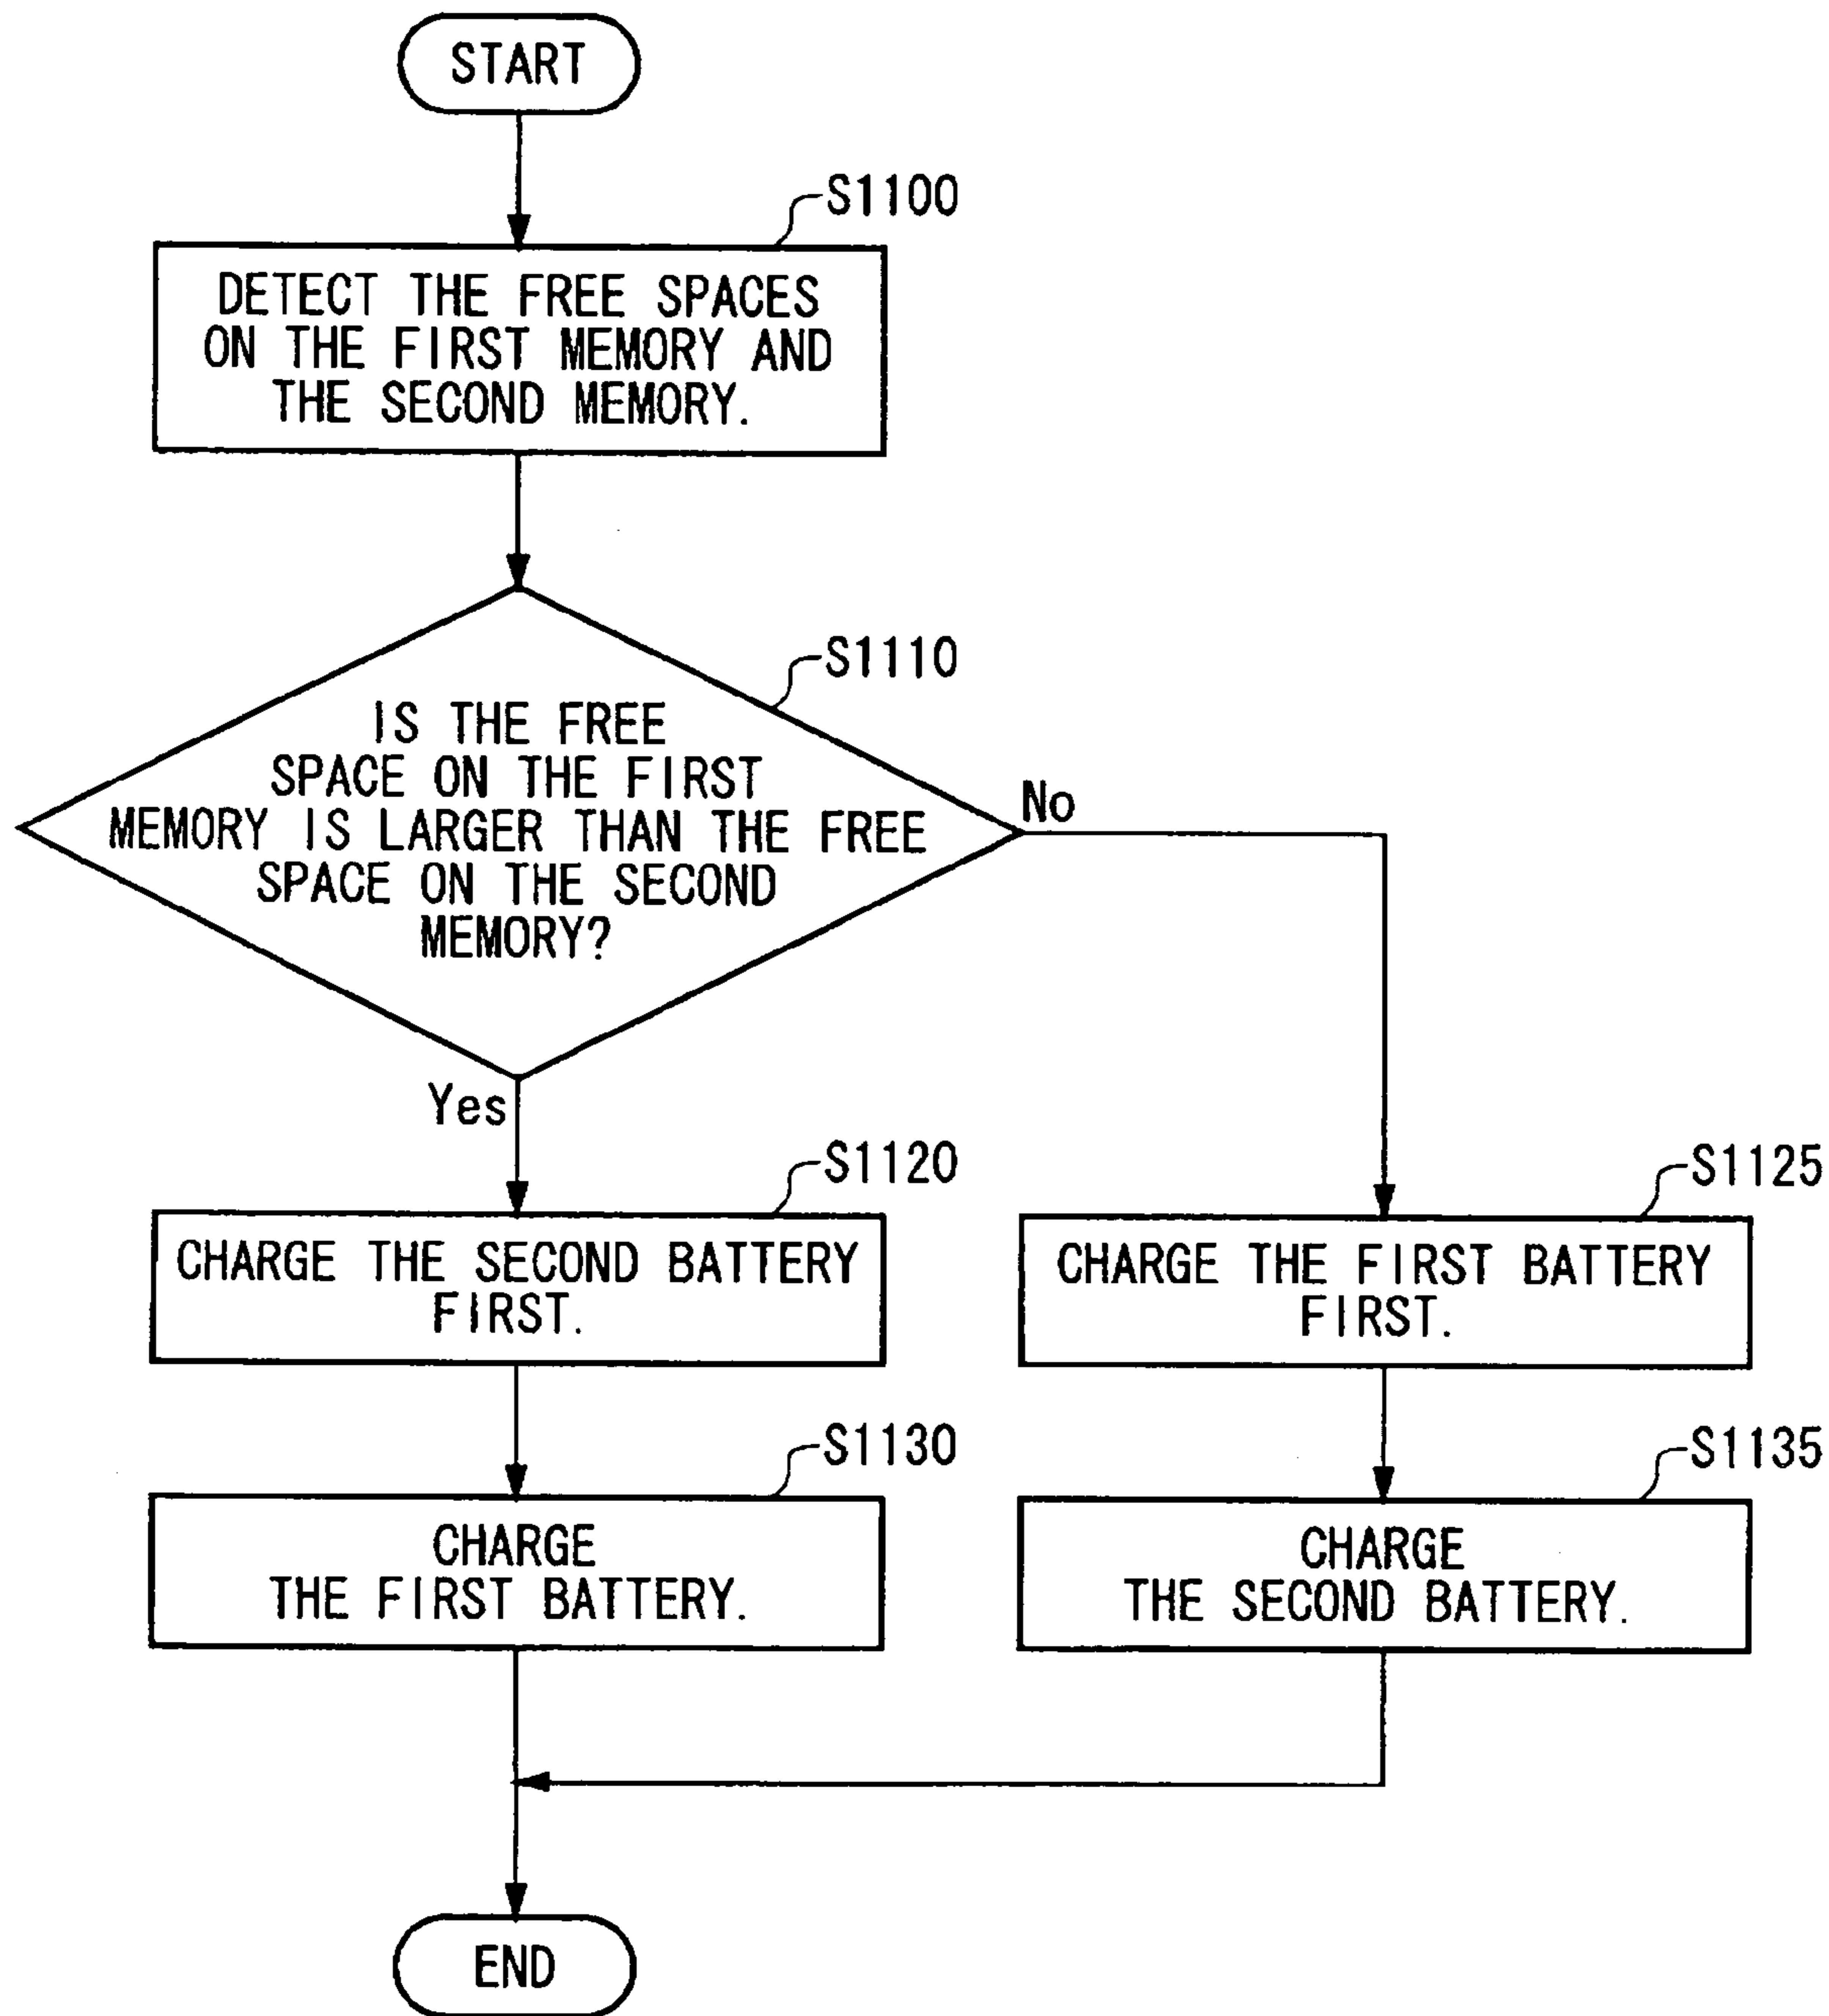 START
S1100
DETECT THE FREE SPACES
ON THE FIRST MEMORY AND
THE SECOND MEMORY.
S1110
IS THE FREE
SPACE ON THE FIRST
MEMORY IS LARGER THAN THE FREE
SPACE ON THE SECOND
MEMORY?
No
Yes
S1120
CHARGE THE SECOND BATTERY
FIRST.
S1125
CHARGE THE FIRST BATTERY
FIRST.
S1130
CHARGE
THE FIRST BATTERY.
S1135
CHARGE
THE SECOND BATTERY.
END